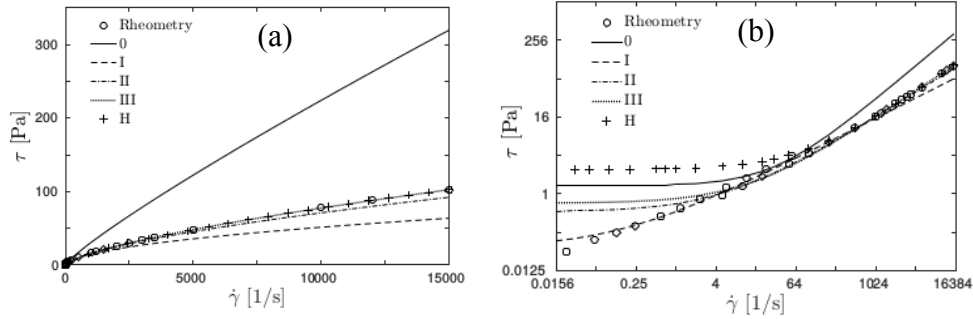 (a)
Rheometry
0
I
II
III
H
τ [Pa]
300
200
100
0
0
5000
10000
15000
γ̇ [1/s]
(b)
Rheometry
0
I
II
III
H
τ [Pa]
256
16
1
0.0125
0.0156
0.25
4
64
1024
16384
γ̇ [1/s]